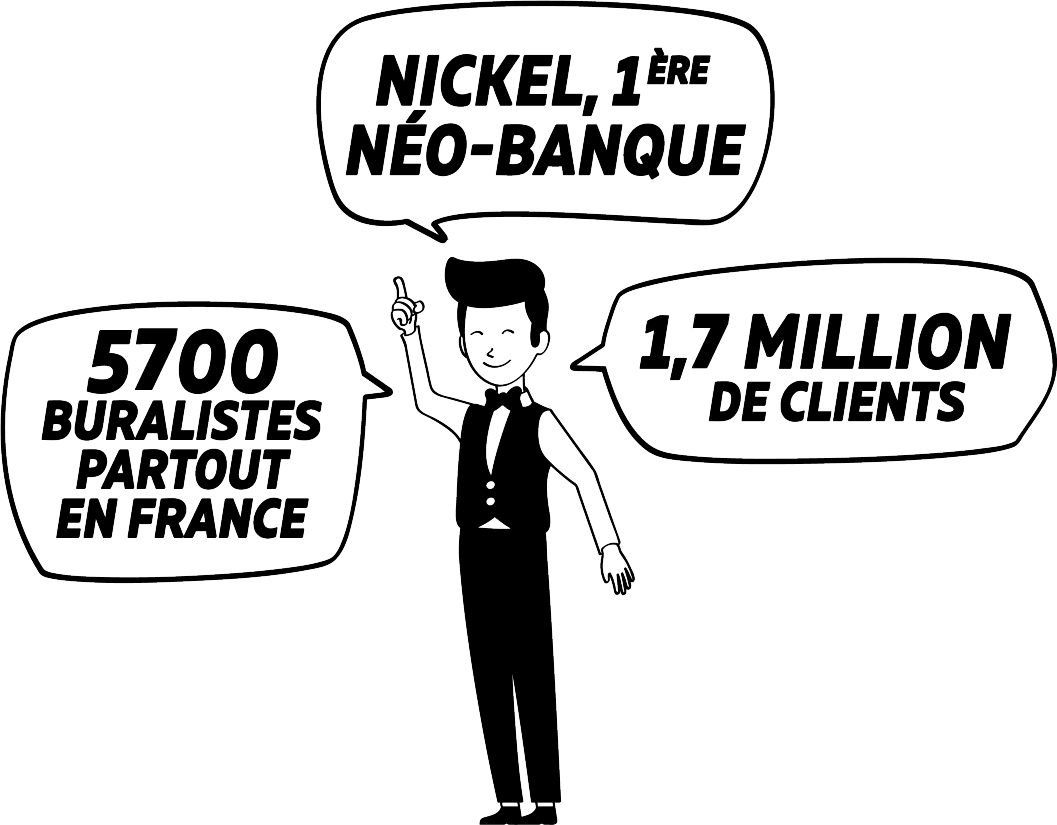 NICKEL, 1ÈRE
NÉO-BANQUE
5700
BURALISTES
PARTOUT
EN FRANCE
1,7 MILLION
DE CLIENTS